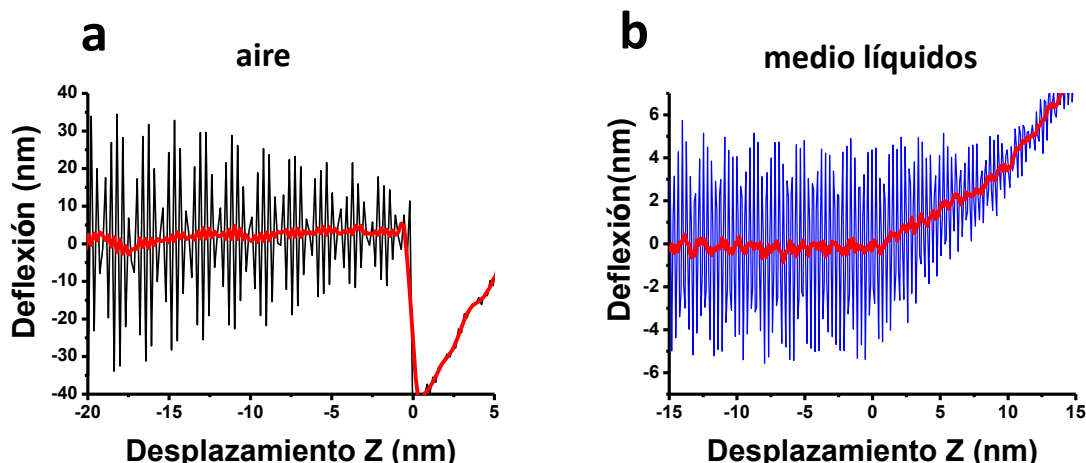 a
aire
40
30
20
10
0
-10
-20
-30
-40
Deflexión (nm)
-20 -15 -10 -5 0 5
Desplazamiento Z (nm)
b
medio líquidos
6
4
2
0
-2
-4
-6
Deflexión(nm)
-15 -10 -5 0 5 10 15
Desplazamiento Z (nm)